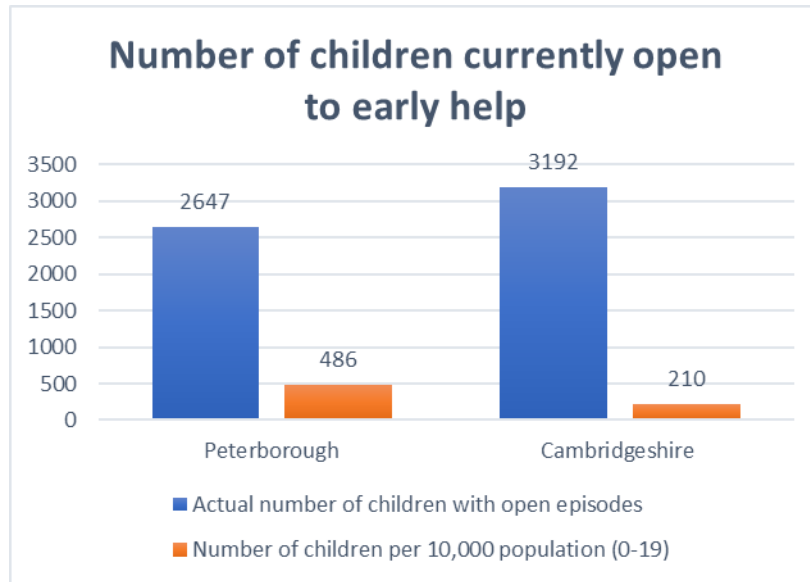 Number of children currently open
to early help
3500
3000
2500
2000
1500
1000
500
0
2647
486
3192
210
Peterborough
Cambridgeshire
Actual number of children with open episodes
Number of children per 10,000 population (0-19)